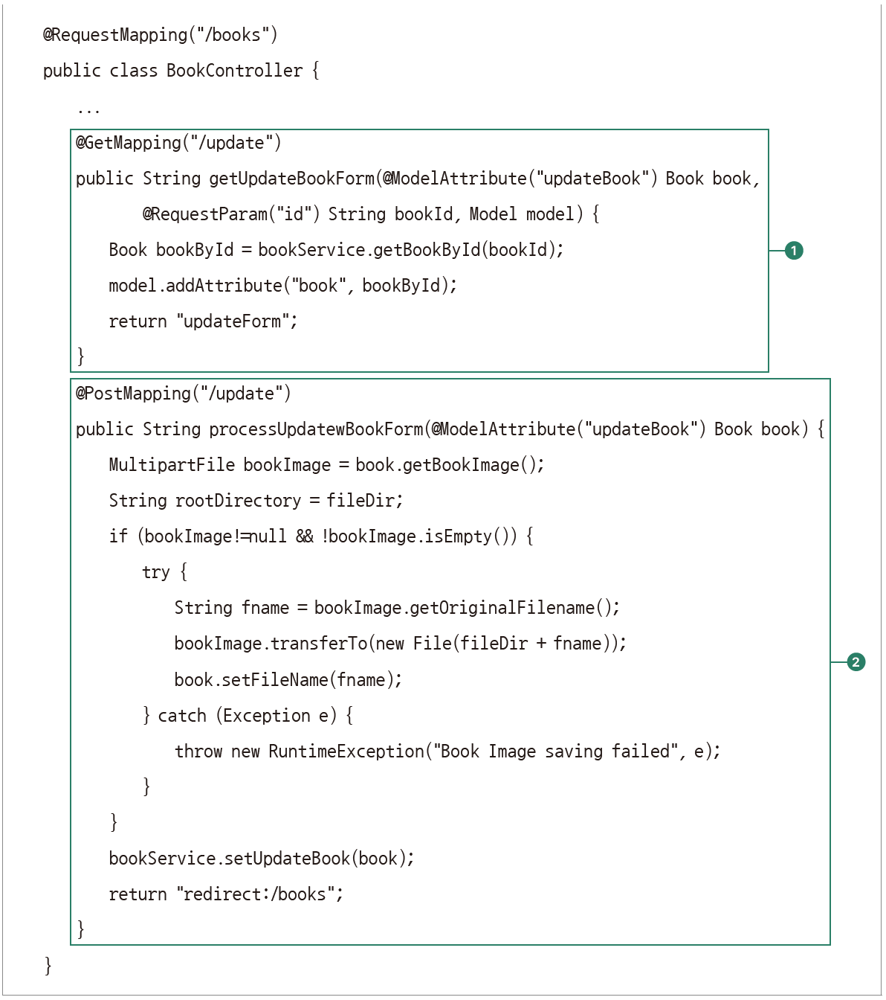 @RequestMapping("/books")
public class BookController {
...
@GetMapping("/update")
public String getUpdateBookForm(@ModelAttribute("updateBook") Book book,
@RequestParam("id") String bookId, Model model) {
Book bookById = bookService.getBookById(bookId);
model.addAttribute("book", bookById);
return "updateForm";
}
1
@PostMapping("/update")
public String processUpdatewBookForm(@ModelAttribute("updateBook") Book book) {
MultipartFile bookImage = book.getBookImage();
String rootDirectory = fileDir;
if (bookImage!=null && !bookImage.isEmpty()) {
try {
String fname = bookImage.getOriginalFilename();
bookImage.transferTo(new File(fileDir + fname));
book.setFileName(fname);
} catch (Exception e) {
throw new RuntimeException("Book Image saving failed", e);
}
}
bookService.setUpdateBook(book);
return "redirect:/books";
}
2
}